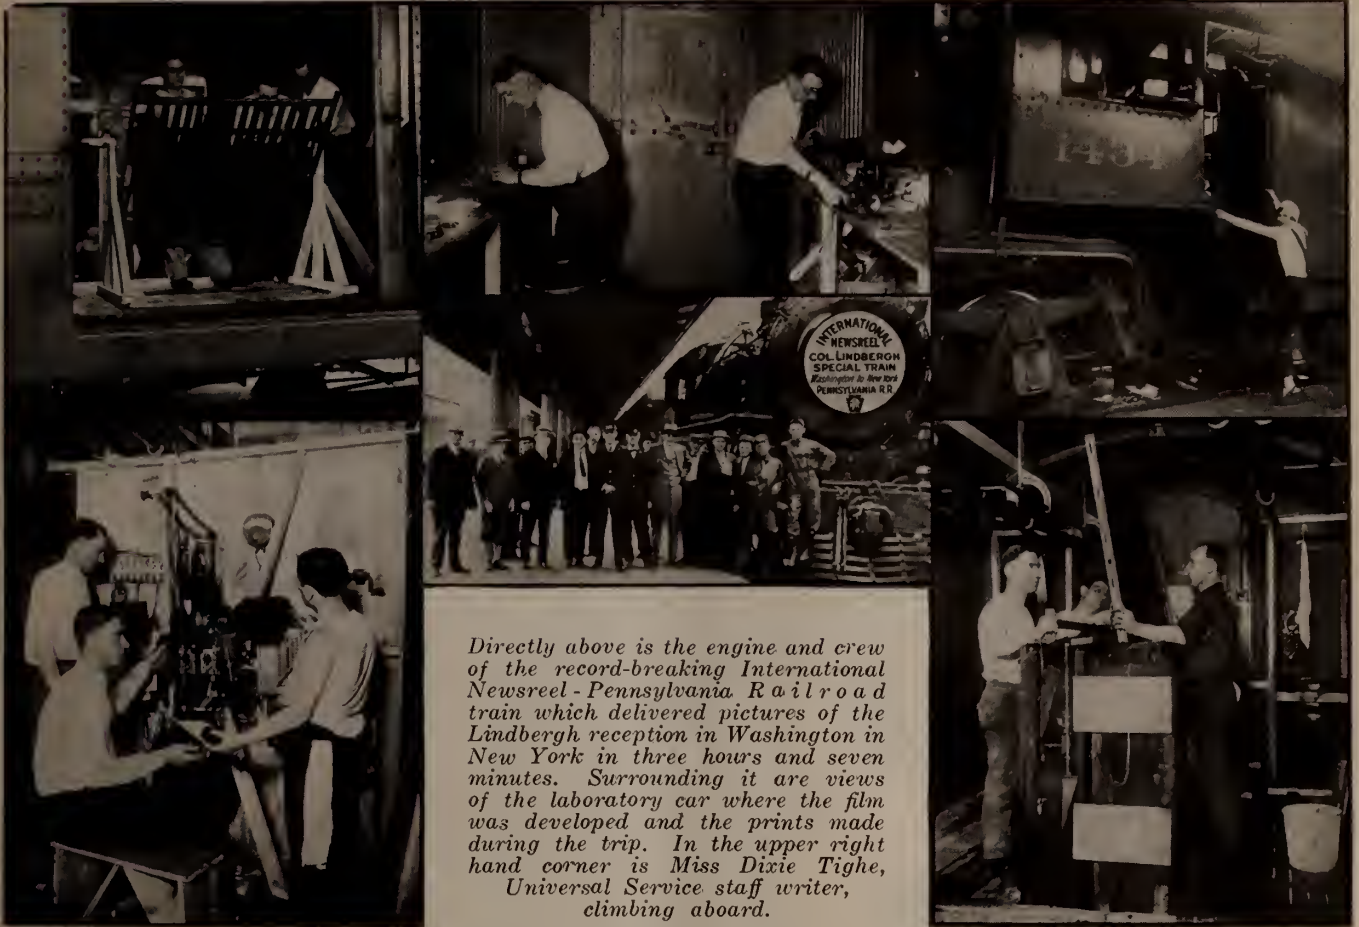 INTERNATIONAL
NEWSREEL
COL. LINDBERGH
SPECIAL TRAIN
Washington to New York
PENNSYLVANIA R R
Directly above is the engine and crew
of the record-breaking International
Newsreel - Pennsylvania Railroad
train which delivered pictures of the
Lindbergh reception in Washington in
New York in three hours and seven
minutes. Surrounding it are views
of the laboratory car where the film
was developed and the prints made
during the trip. In the upper right
hand corner is Miss Dixie Tighe,
Universal Service staff writer,
climbing aboard.